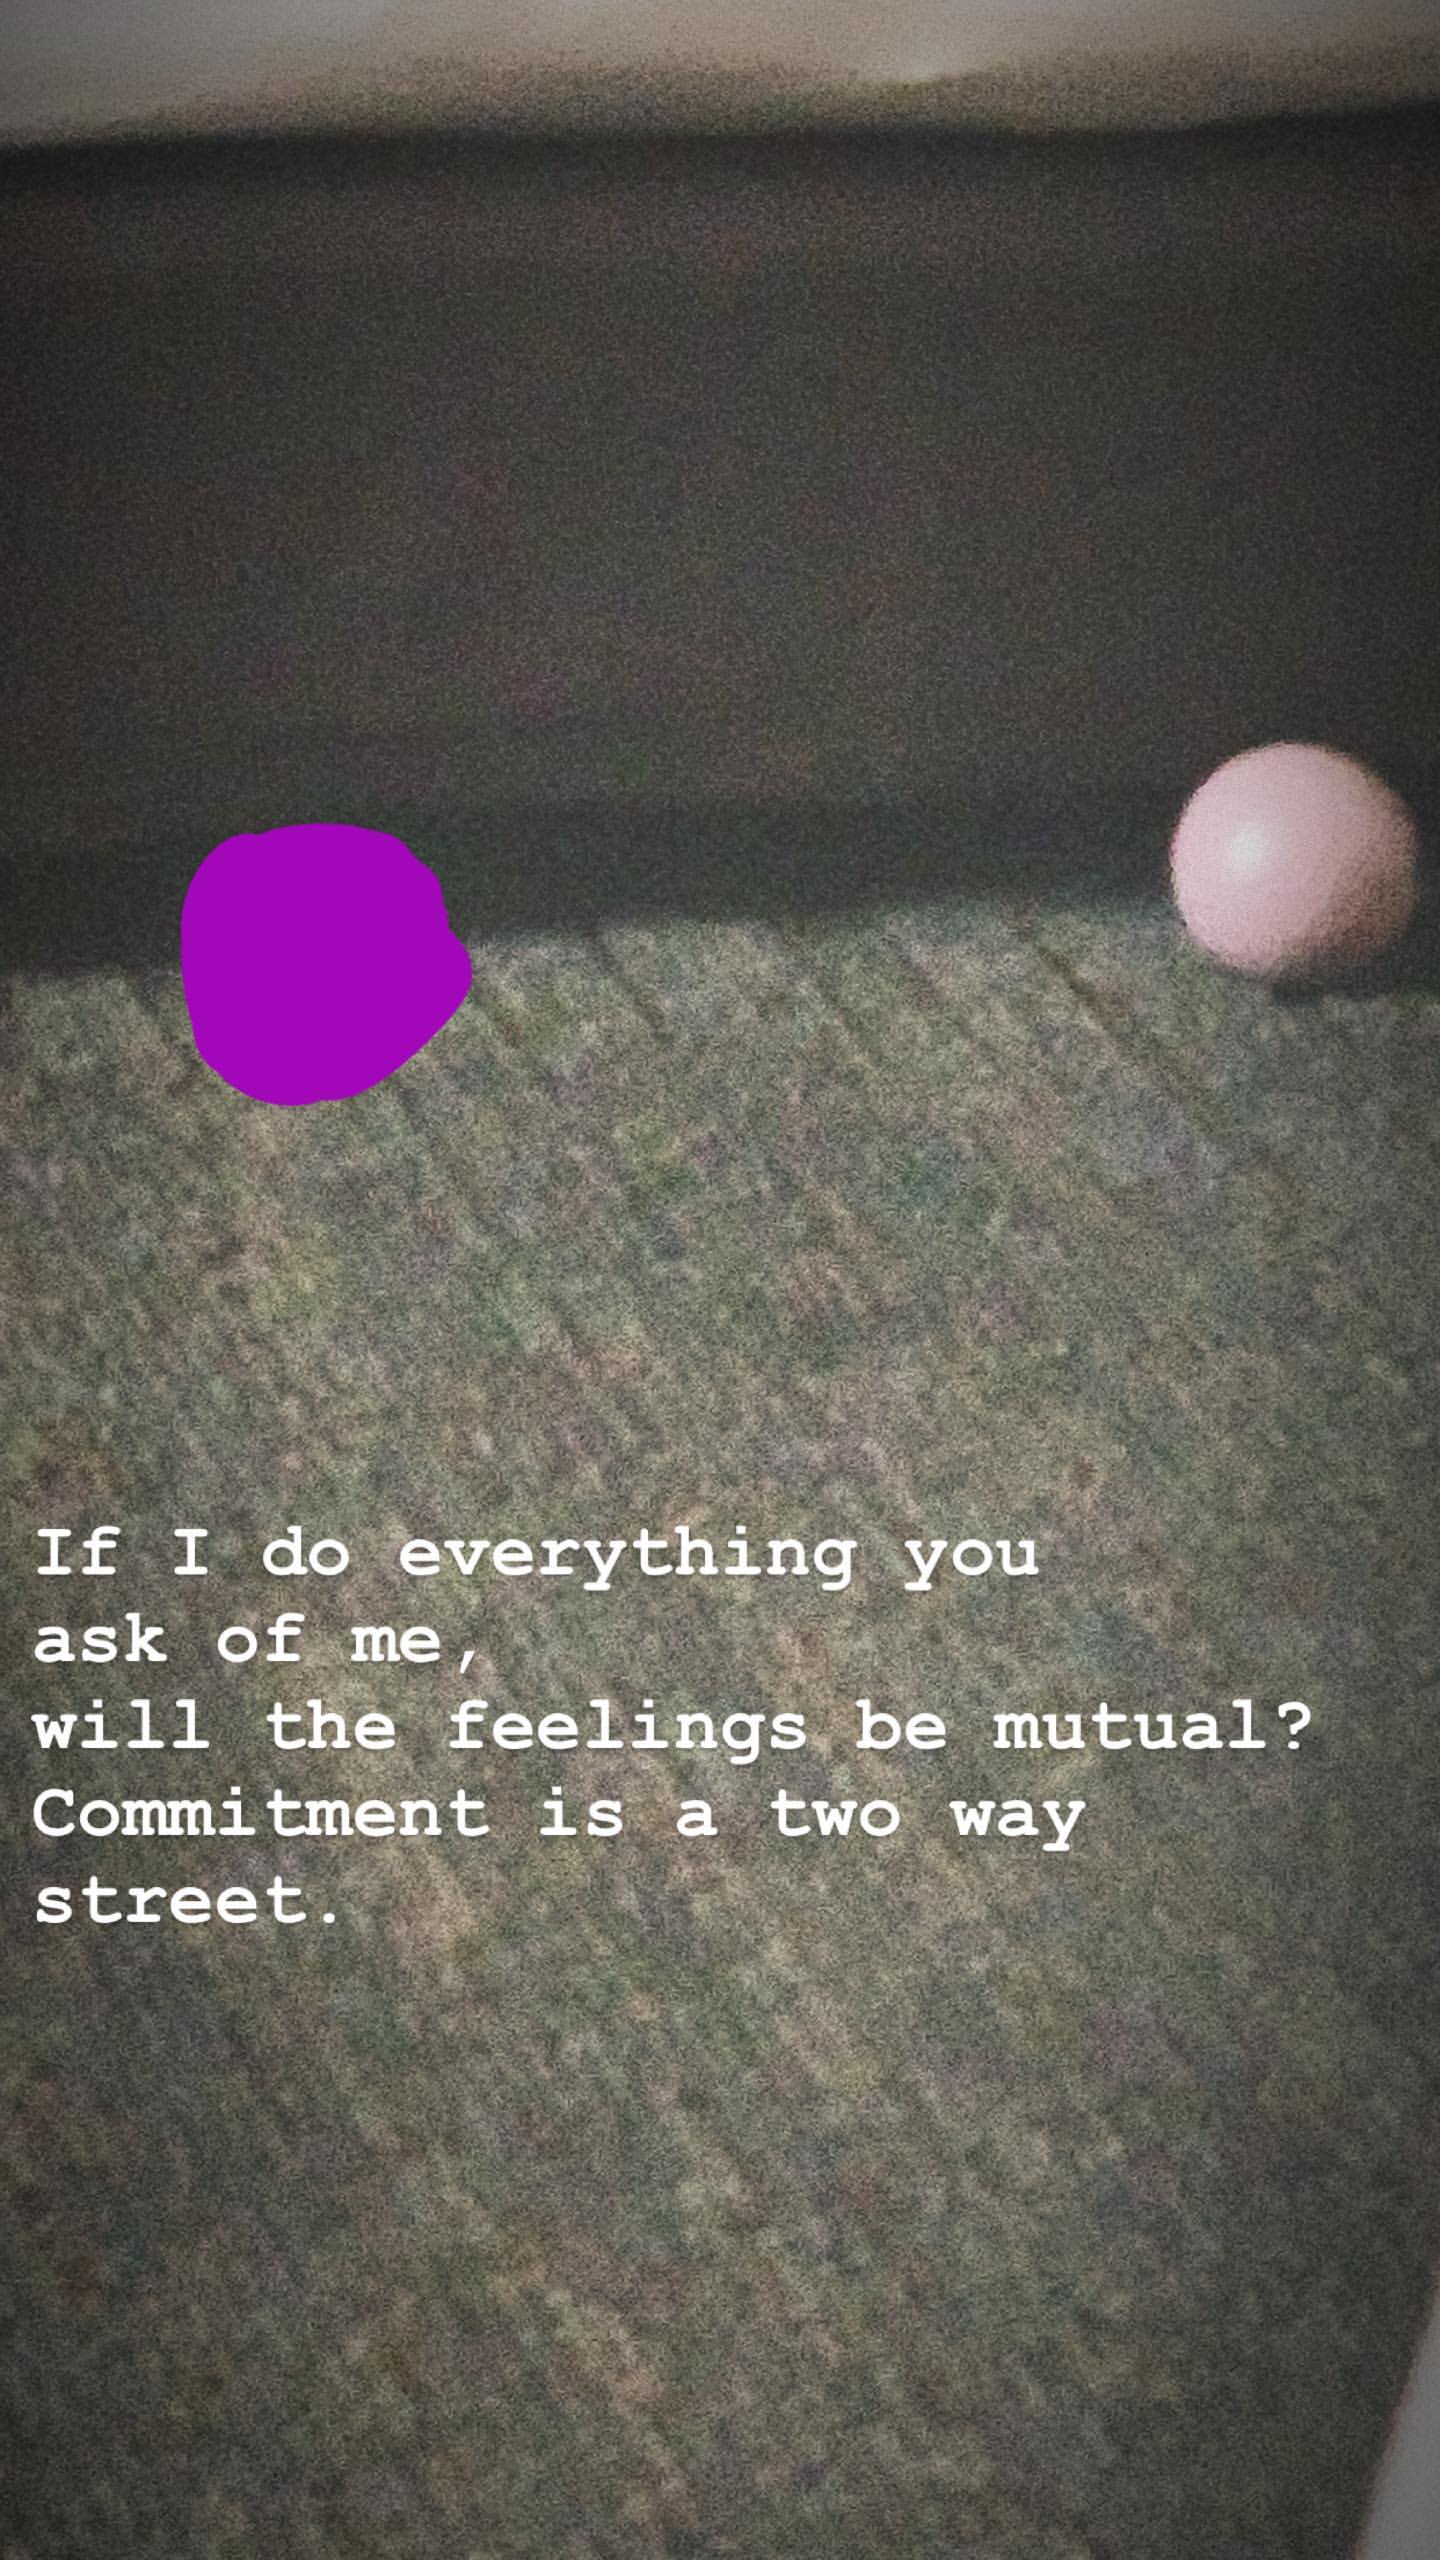 If I do everything you
ask of me,
will the feelings be mutual?
Commitment is a two way
street.